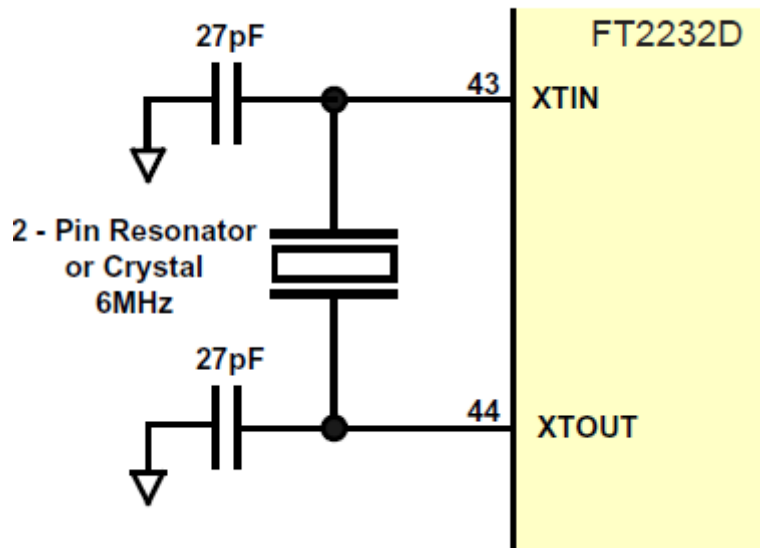 27pF
FT2232D
43
XTIN
2 - Pin Resonator
or Crystal
6MHz
27pF
44
XTOUT